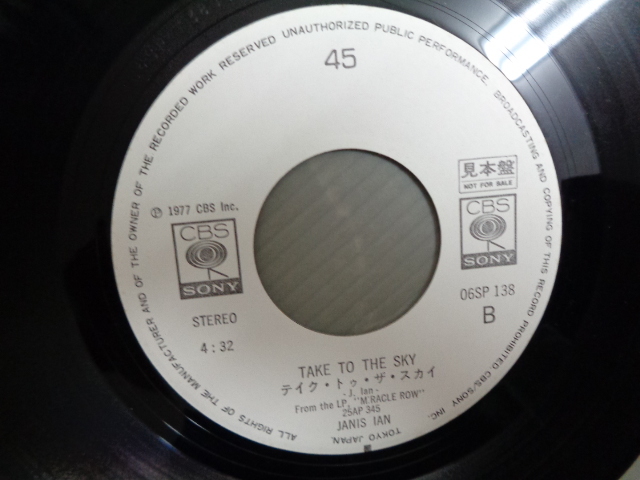 ALL RIGHTS OF THE MANUFACTURER AND OF THE OWNER OF THE RECORDED WORK RESERVED UNAUTHORIZED PUBLIC PERFORMANCE, BROADCASTING AND COPYING OF THIS RECORD PROHIBITED CBS/SONY INC. TOKYO JAPAN.
45
見本盤
NOT FOR SALE
Ⓟ 1977 CBS Inc.
CBS
SONY
CBS
SONY
06SP 138
B
STEREO
4:32
TAKE TO THE SKY
テイク・トゥ・ザ・スカイ
- J. Ian -
From the LP, "M'RACLE ROW"
25AP 345
JANIS IAN